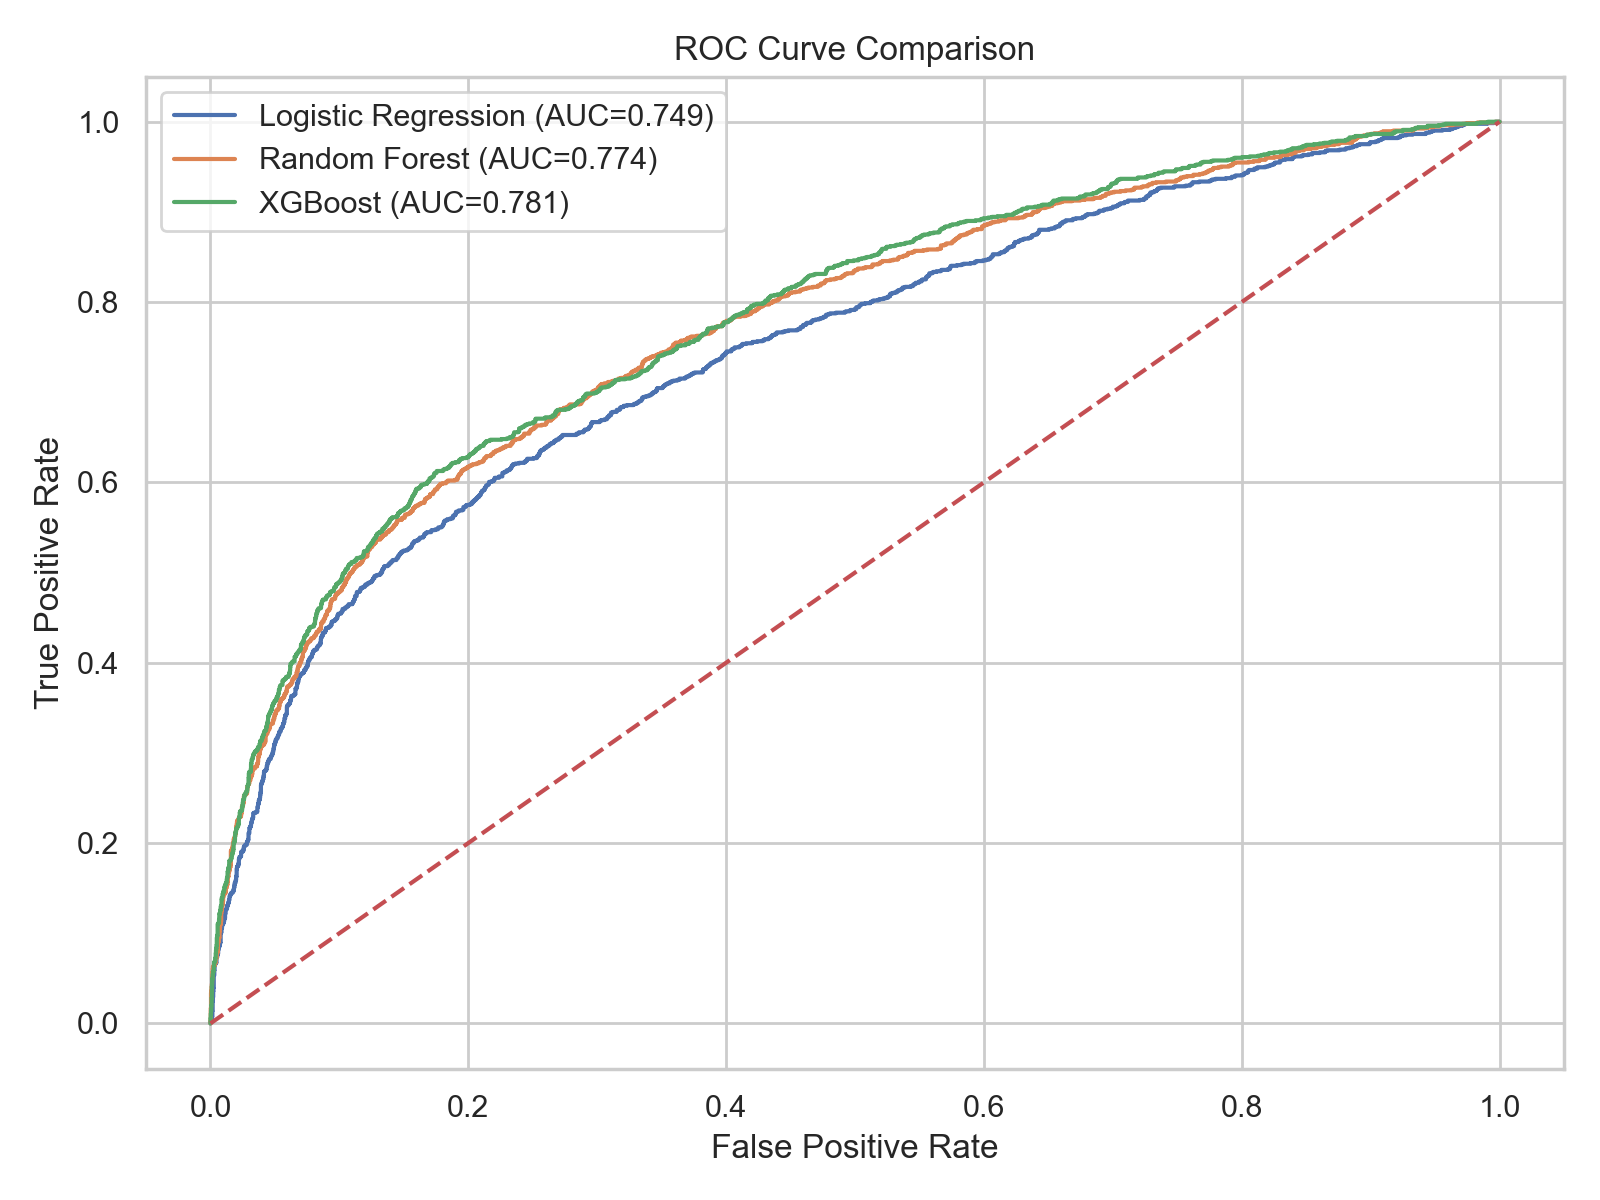 ROC Curve Comparison
Logistic Regression (AUC=0.749)
Random Forest (AUC=0.774)
XGBoost (AUC=0.781)
True Positive Rate
1.0
0.8
0.6
0.4
0.2
0.0
0.0 0.2 0.4 0.6 0.8 1.0
False Positive Rate